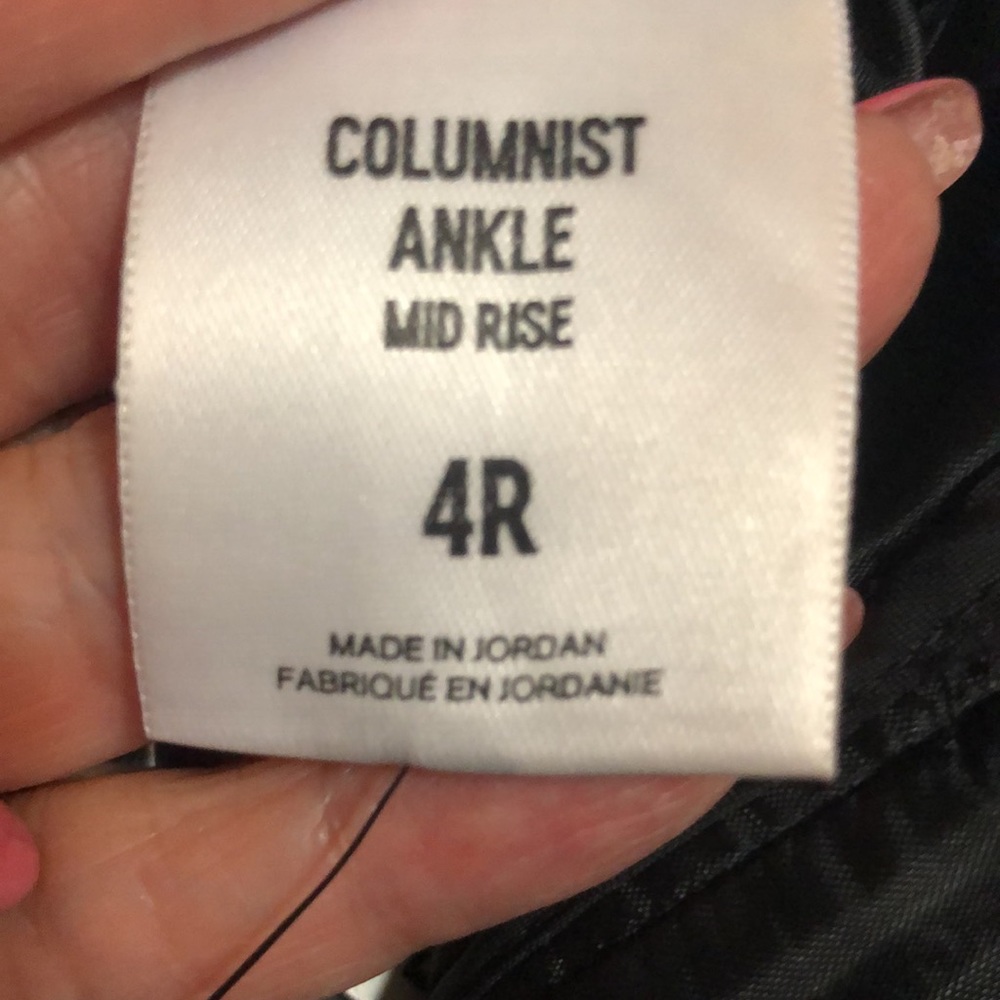 COLUMNIST
ANKLE
MID RISE
4R
MADE IN JORDAN
FABRIQUÉ EN JORDANIE